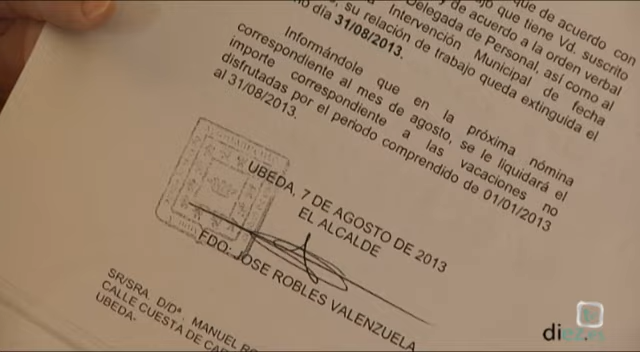 que de acuerdo con
jo que tiene Vd. suscrito
y de acuerdo a la orden verbal
Delegada de Personal, así como al
Intervención Municipal de fecha
, su relación de trabajo queda extinguida el
día 31/08/2013.
Informándole que en la próxima nómina
correspondiente al mes de agosto, se le liquidará el
importe correspondiente a las vacaciones no
disfrutadas por el periodo comprendido de 01/01/2013
al 31/08/2013.
UBEDA, 7 DE AGOSTO DE 2013
EL ALCALDE
FDO: JOSE ROBLES VALENZUELA
SR/SRA. D/Dª. MANUEL
CALLE CUESTA DE
UBEDA-
diez.es